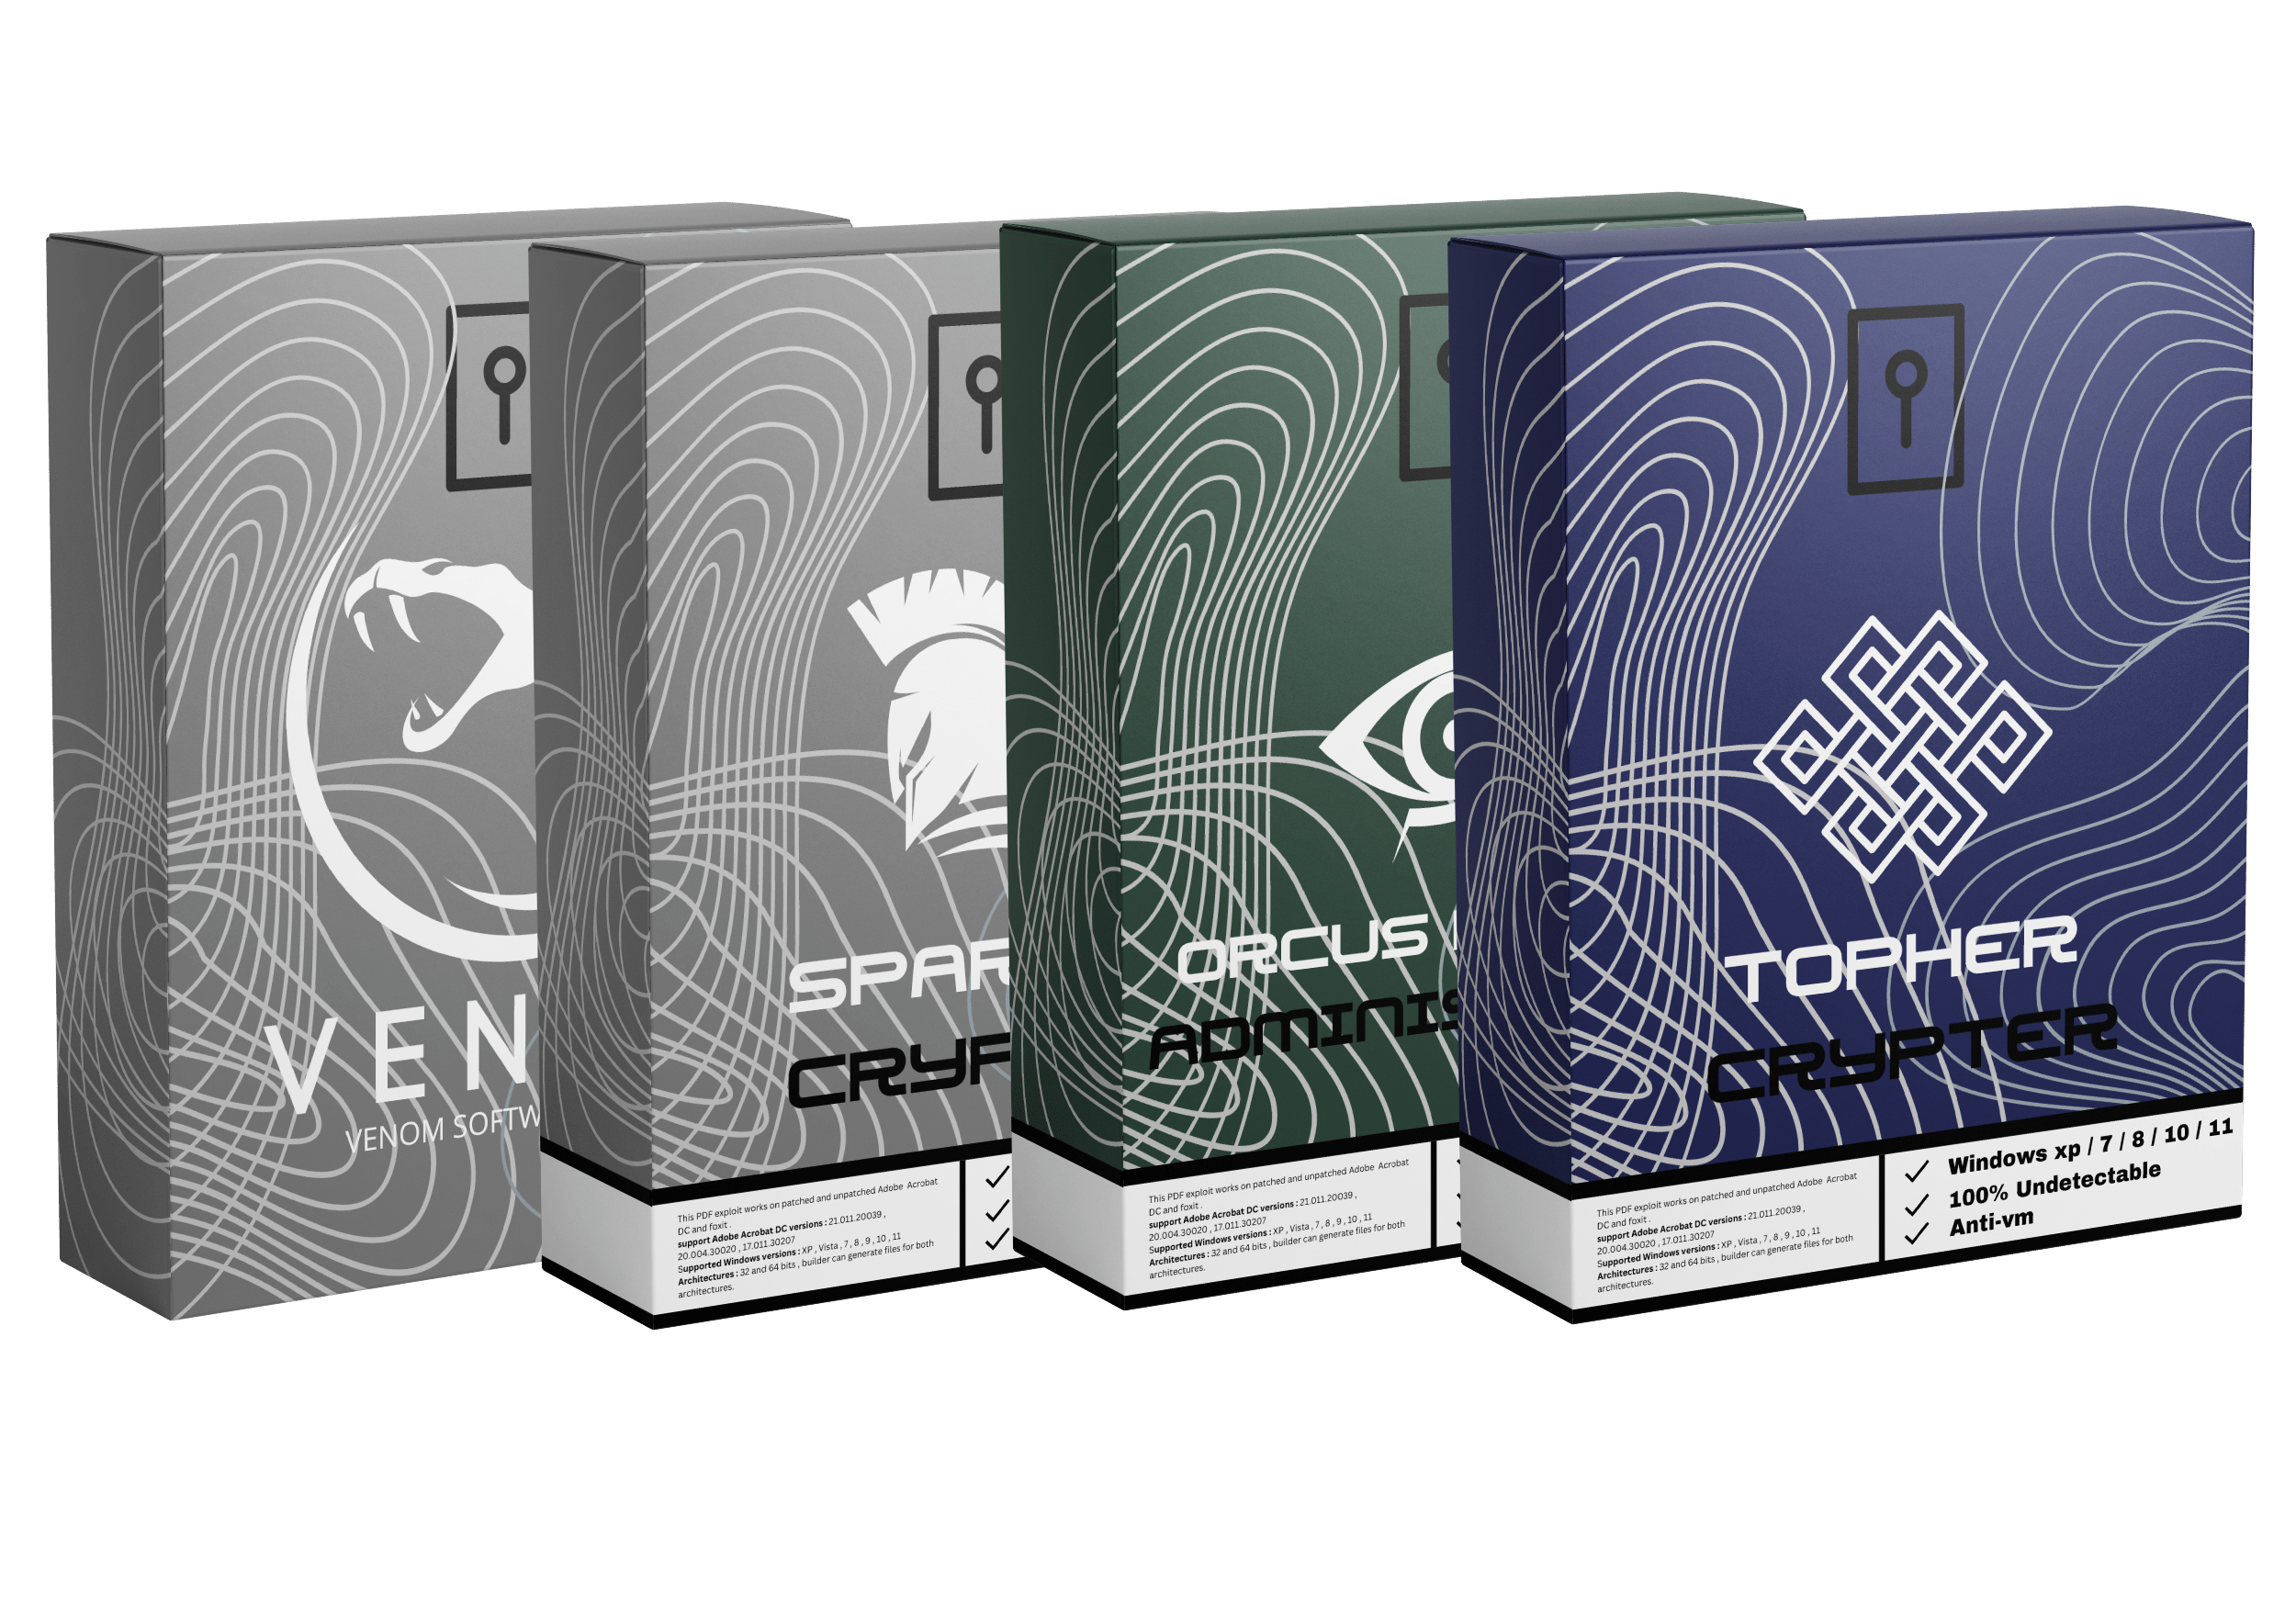 VEN
VENOM SOFTW
SPAR
CRYP
This PDF exploit works on patched and unpatched Adobe Acrobat
DC and foxit .
support Adobe Acrobat DC versions : 21.011.20039 ,
20.004.30020 , 17.011.30207
Supported Windows versions : XP , Vista , 7 , 8 , 9 , 10 , 11
Architectures : 32 and 64 bits , builder can generate files for both
architectures.
ORCUS
ADMINIS
This PDF exploit works on patched and unpatched Adobe Acrobat
DC and foxit .
support Adobe Acrobat DC versions : 21.011.20039 ,
20.004.30020 , 17.011.30207
Supported Windows versions : XP , Vista , 7 , 8 , 9 , 10 , 11
Architectures : 32 and 64 bits , builder can generate files for both
architectures.
TOPHER
CRYPTER
This PDF exploit works on patched and unpatched Adobe Acrobat
DC and foxit .
support Adobe Acrobat DC versions : 21.011.20039 ,
20.004.30020 , 17.011.30207
Supported Windows versions : XP , Vista , 7 , 8 , 9 , 10 , 11
Architectures : 32 and 64 bits , builder can generate files for both
architectures.
Windows xp / 7 / 8 / 10 / 11
100% Undetectable
Anti-vm